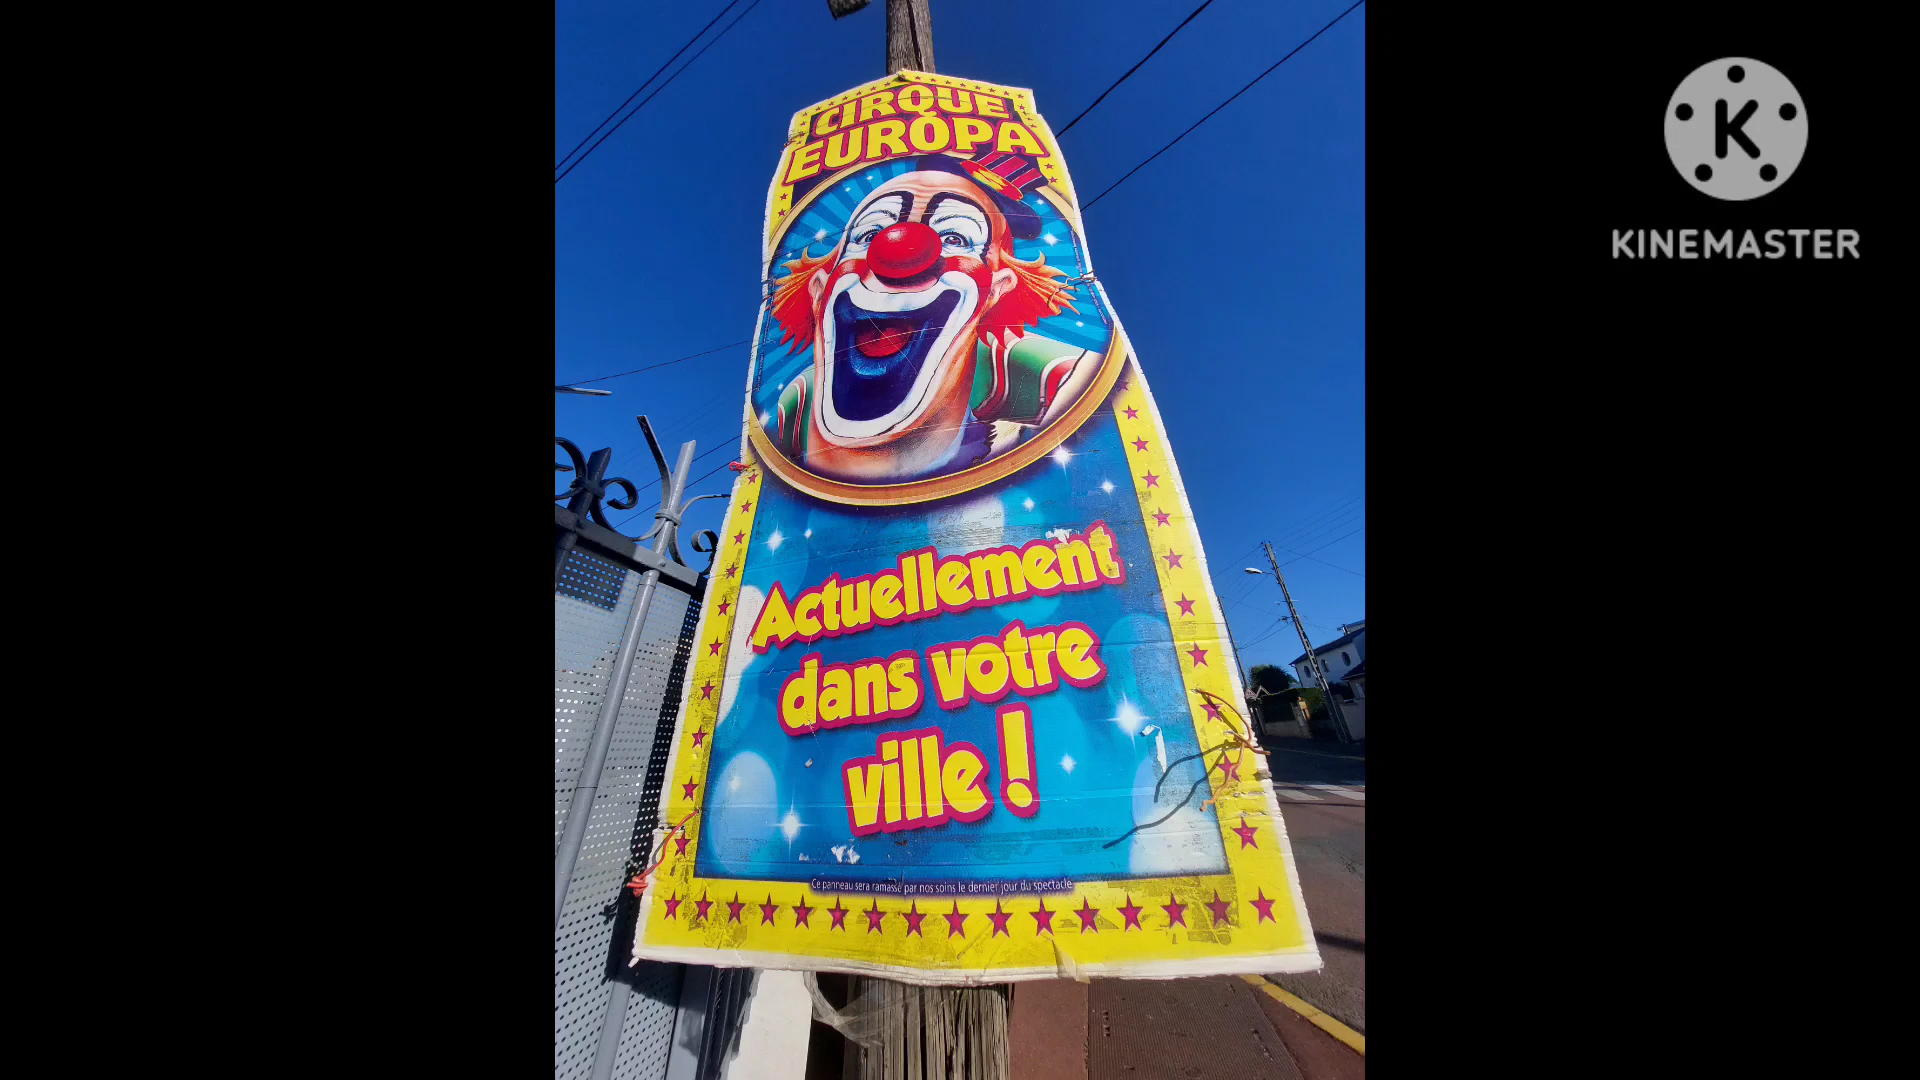 CIRQUE
EUROPA
Actuellement
dans votre
ville !
Ce panneau sera ramassé par nos soins le dernier jour du spectacle
K
KINEMASTER